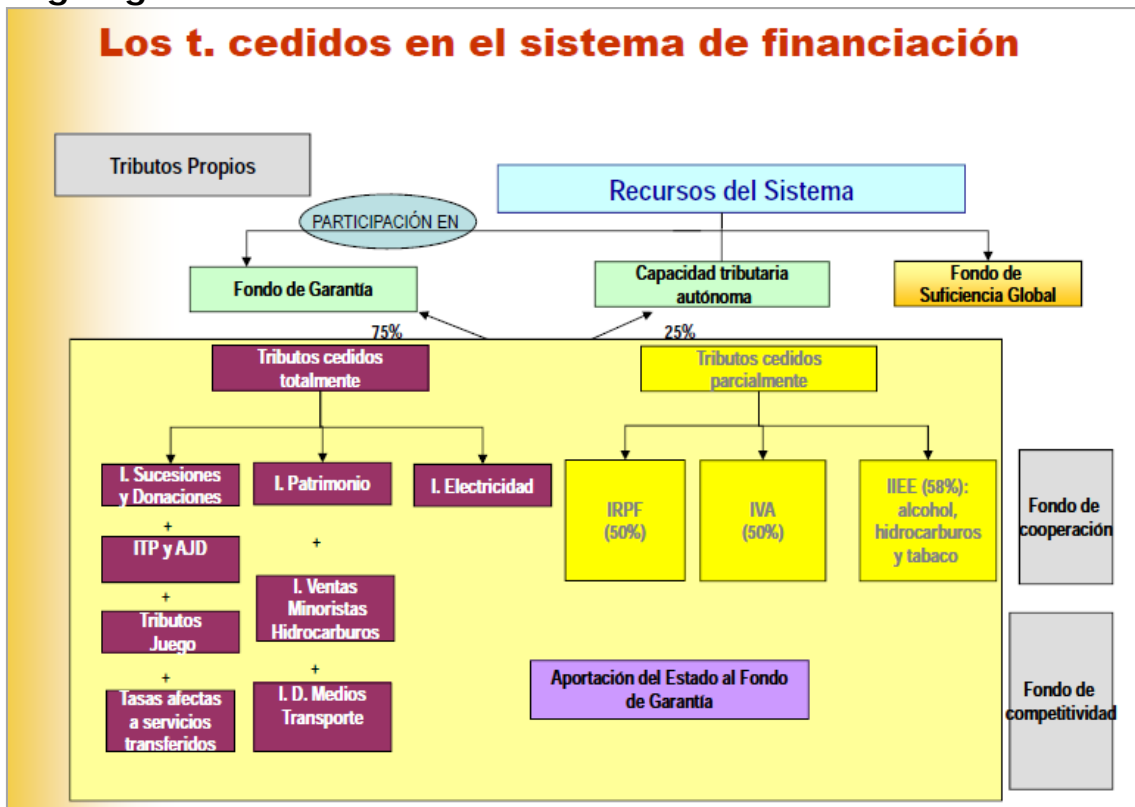 Los t. cedidos en el sistema de financiación
Tributos Propios
Recursos del Sistema
PARTICIPACIÓN EN
Fondo de Garantía
Capacidad tributaria
autónoma
Fondo de
Suficiencia Global
75%
25%
Tributos cedidos
totalmente
Tributos cedidos
parcialmente
I. Sucesiones
y Donaciones
I. Patrimonio
I. Electricidad
IRPF
(50%)
IVA
(50%)
IIEE (58%):
alcohol,
hidrocarburos
y tabaco
Fondo de
cooperación
+
ITP y AJD
+
+
Tributos
Juego
I. Ventas
Minoristas
Hidrocarburos
+
Tasas afectas
a servicios
transferidos
+
I. D. Medios
Transporte
Aportación del Estado al Fondo
de Garantía
Fondo de
competitividad